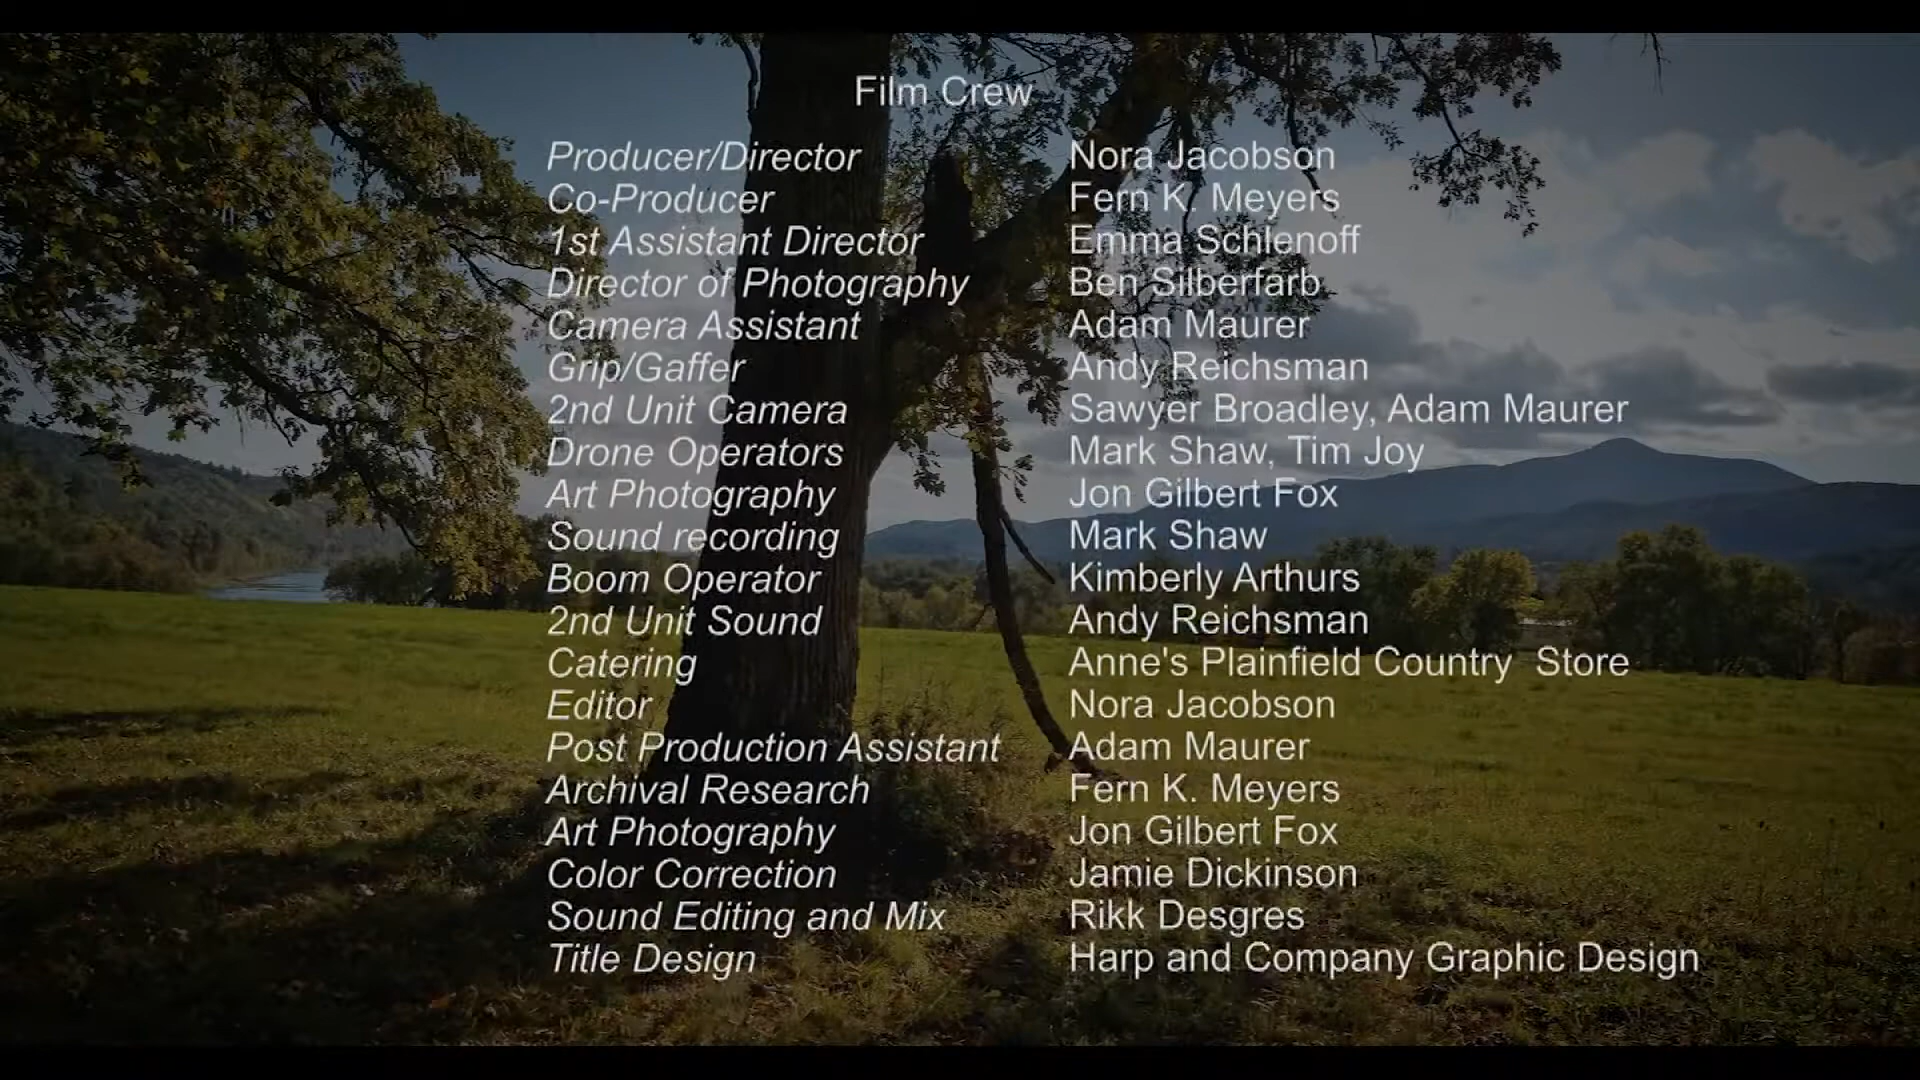 Film Crew
Producer/Director Nora Jacobson
Co-Producer Fern K. Meyers
1st Assistant Director Emma Schlenoff
Director of Photography Ben Silberfarb
Camera Assistant Adam Maurer
Grip/Gaffer Andy Reichsman
2nd Unit Camera Sawyer Broadley, Adam Maurer
Drone Operators Mark Shaw, Tim Joy
Art Photography Jon Gilbert Fox
Sound recording Mark Shaw
Boom Operator Kimberly Arthurs
2nd Unit Sound Andy Reichsman
Catering Anne's Plainfield Country  Store
Editor Nora Jacobson
Post Production Assistant Adam Maurer
Archival Research Fern K. Meyers
Art Photography Jon Gilbert Fox
Color Correction Jamie Dickinson
Sound Editing and Mix Rikk Desgres
Title Design Harp and Company Graphic Design